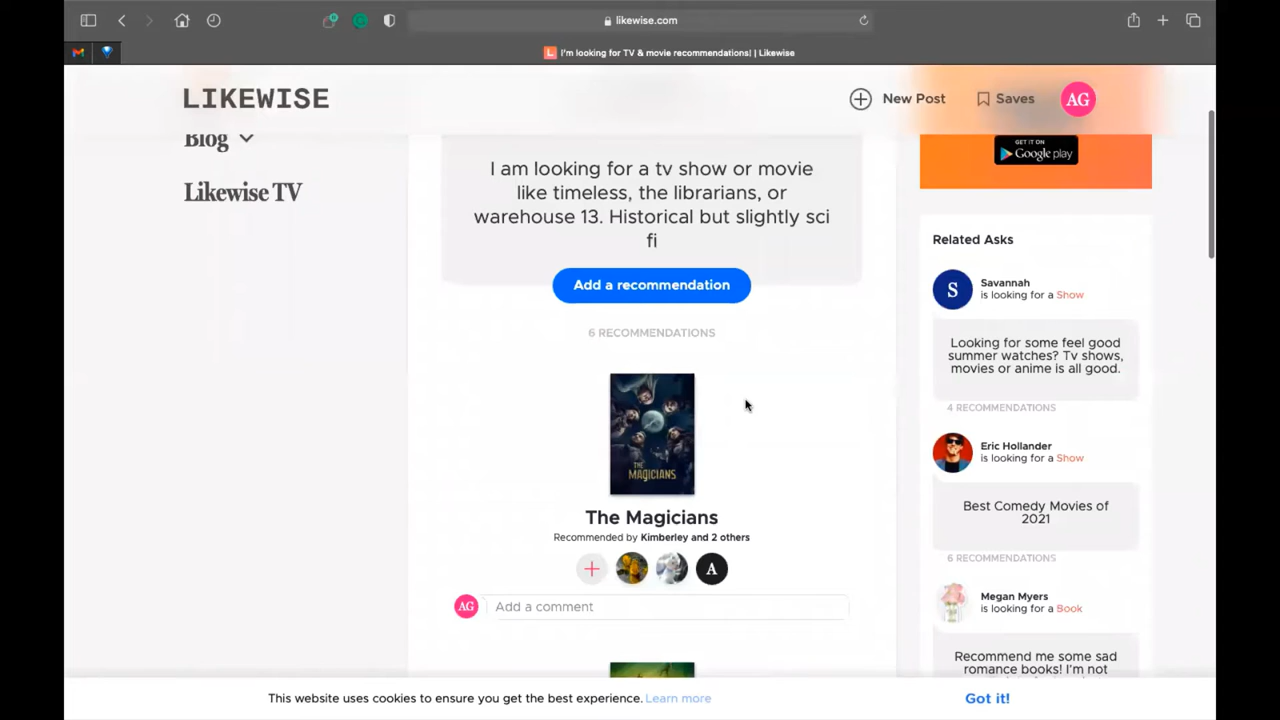 likewise.com
I'm looking for TV & movie recommendations! | Likewise
LIKEWISE
New Post
Saves
AG
Blog
Likewise TV
I am looking for a tv show or movie
like timeless, the librarians, or
warehouse 13. Historical but slightly sci
fi
Add a recommendation
6 RECOMMENDATIONS
THE
MAGICIANS
The Magicians
Recommended by Kimberley and 2 others
A
AG
Add a comment
GET IT ON
Google play
Related Asks
S
Savannah
is looking for a Show
Looking for some feel good
summer watches? Tv shows,
movies or anime is all good.
4 RECOMMENDATIONS
Eric Hollander
is looking for a Show
Best Comedy Movies of
2021
6 RECOMMENDATIONS
Megan Myers
is looking for a Book
Recommend me some sad
romance books! I'm not
This website uses cookies to ensure you get the best experience. Learn more
Got it!